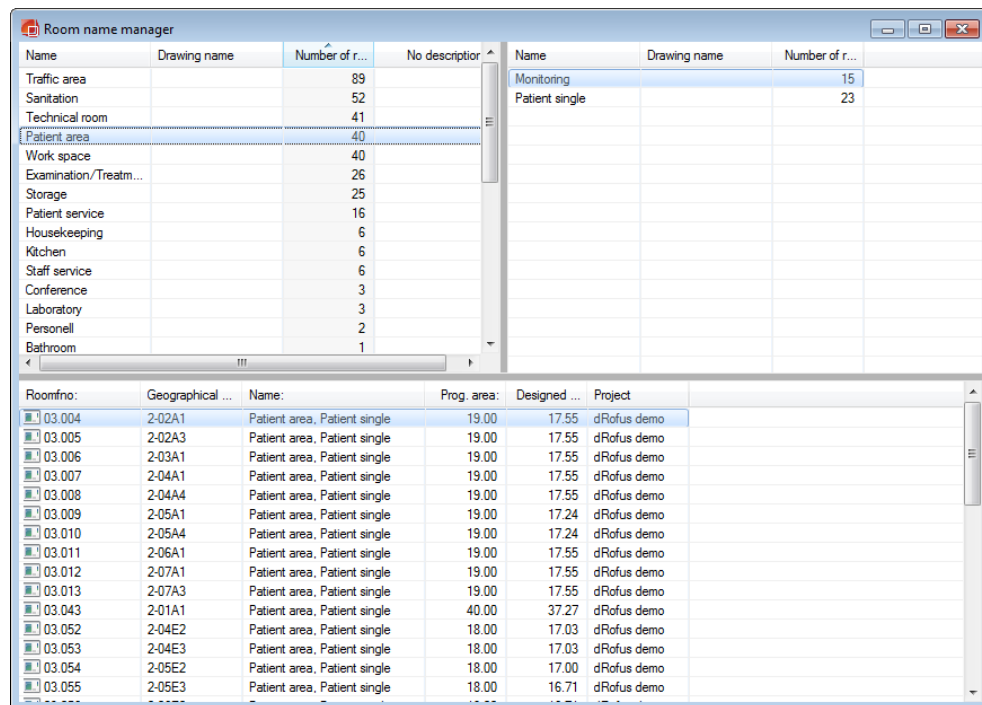 Room name manager
Name Drawing name Number of r... No description
Traffic area 89
Sanitation 52
Technical room 41
Patient area 40
Work space 40
Examination/Treatm... 26
Storage 25
Patient service 16
Housekeeping 6
Kitchen 6
Staff service 6
Conference 3
Laboratory 3
Personell 2
Bathroom 1
Name Drawing name Number of r...
Monitoring 15
Patient single 23
Roomfno: Geographical ... Name: Prog. area: Designed ... Project
03.004 2-02A1 Patient area, Patient single 19.00 17.55 dRofus demo
03.005 2-02A3 Patient area, Patient single 19.00 17.55 dRofus demo
03.006 2-03A1 Patient area, Patient single 19.00 17.55 dRofus demo
03.007 2-04A1 Patient area, Patient single 19.00 17.55 dRofus demo
03.008 2-04A4 Patient area, Patient single 19.00 17.55 dRofus demo
03.009 2-05A1 Patient area, Patient single 19.00 17.24 dRofus demo
03.010 2-05A4 Patient area, Patient single 19.00 17.24 dRofus demo
03.011 2-06A1 Patient area, Patient single 19.00 17.55 dRofus demo
03.012 2-07A1 Patient area, Patient single 19.00 17.55 dRofus demo
03.013 2-07A3 Patient area, Patient single 19.00 17.55 dRofus demo
03.043 2-01A1 Patient area, Patient single 40.00 37.27 dRofus demo
03.052 2-04E2 Patient area, Patient single 18.00 17.03 dRofus demo
03.053 2-04E3 Patient area, Patient single 18.00 17.03 dRofus demo
03.054 2-05E2 Patient area, Patient single 18.00 17.00 dRofus demo
03.055 2-05E3 Patient area, Patient single 18.00 16.71 dRofus demo